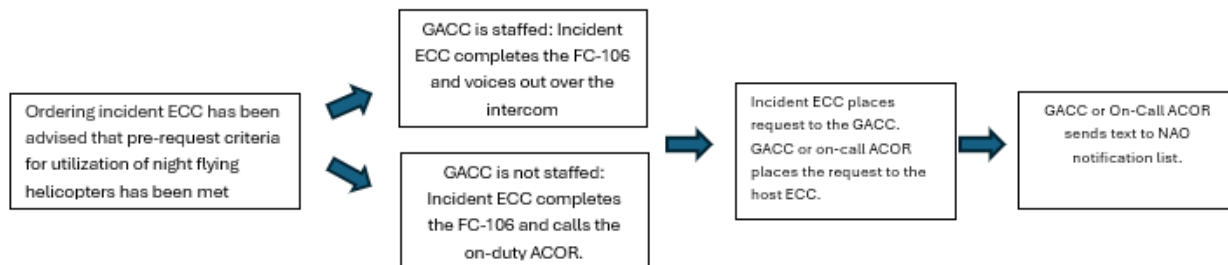 Ordering incident ECC has been
advised that pre-request criteria
for utilization of night flying
helicopters has been met
GACC is staffed: Incident
ECC completes the FC-106
and voices out over the
intercom
GACC is not staffed:
Incident ECC completes
the FC-106 and calls the
on-duty ACOR.
Incident ECC places
request to the GACC.
GACC or on-call ACOR
places the request to the
host ECC.
GACC or On-Call ACOR
sends text to NAO
notification list.